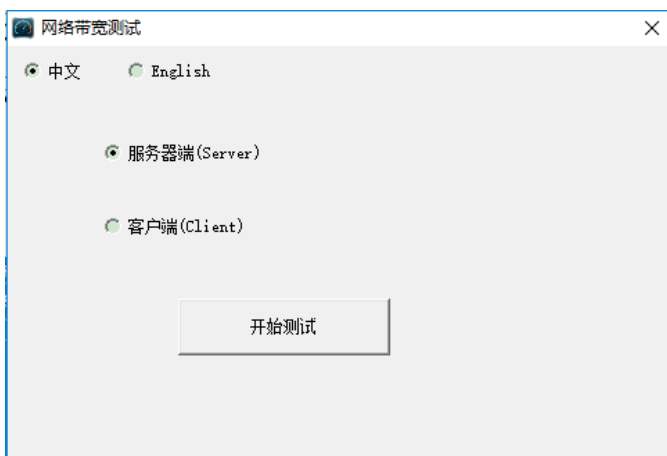 网络带宽测试
中文 English
服务器端(Server)
客户端(Client)
开始测试